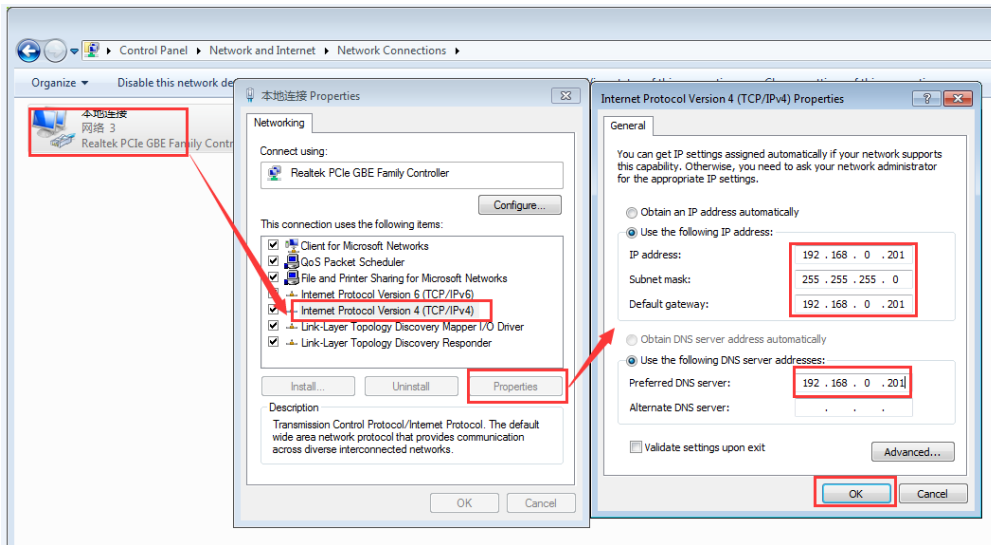 Control Panel ▸ Network and Internet ▸ Network Connections ▸
Organize ▾ Disable this network de
本地连接
网络 3
Realtek PCIe GBE Family Contr
本地连接 Properties
Networking
Connect using:
Realtek PCIe GBE Family Controller
Configure...
This connection uses the following items:
Client for Microsoft Networks
QoS Packet Scheduler
File and Printer Sharing for Microsoft Networks
Internet Protocol Version 6 (TCP/IPv6)
Internet Protocol Version 4 (TCP/IPv4)
Link-Layer Topology Discovery Mapper I/O Driver
Link-Layer Topology Discovery Responder
Install... Uninstall Properties
Description
Transmission Control Protocol/Internet Protocol. The default
wide area network protocol that provides communication
across diverse interconnected networks.
OK Cancel
Internet Protocol Version 4 (TCP/IPv4) Properties
General
You can get IP settings assigned automatically if your network supports
this capability. Otherwise, you need to ask your network administrator
for the appropriate IP settings.
Obtain an IP address automatically
Use the following IP address:
IP address: 192 . 168 . 0 . 201
Subnet mask: 255 . 255 . 255 . 0
Default gateway: 192 . 168 . 0 . 201
Obtain DNS server address automatically
Use the following DNS server addresses:
Preferred DNS server: 192 . 168 . 0 . 201
Alternate DNS server: . . .
Validate settings upon exit
Advanced...
OK Cancel